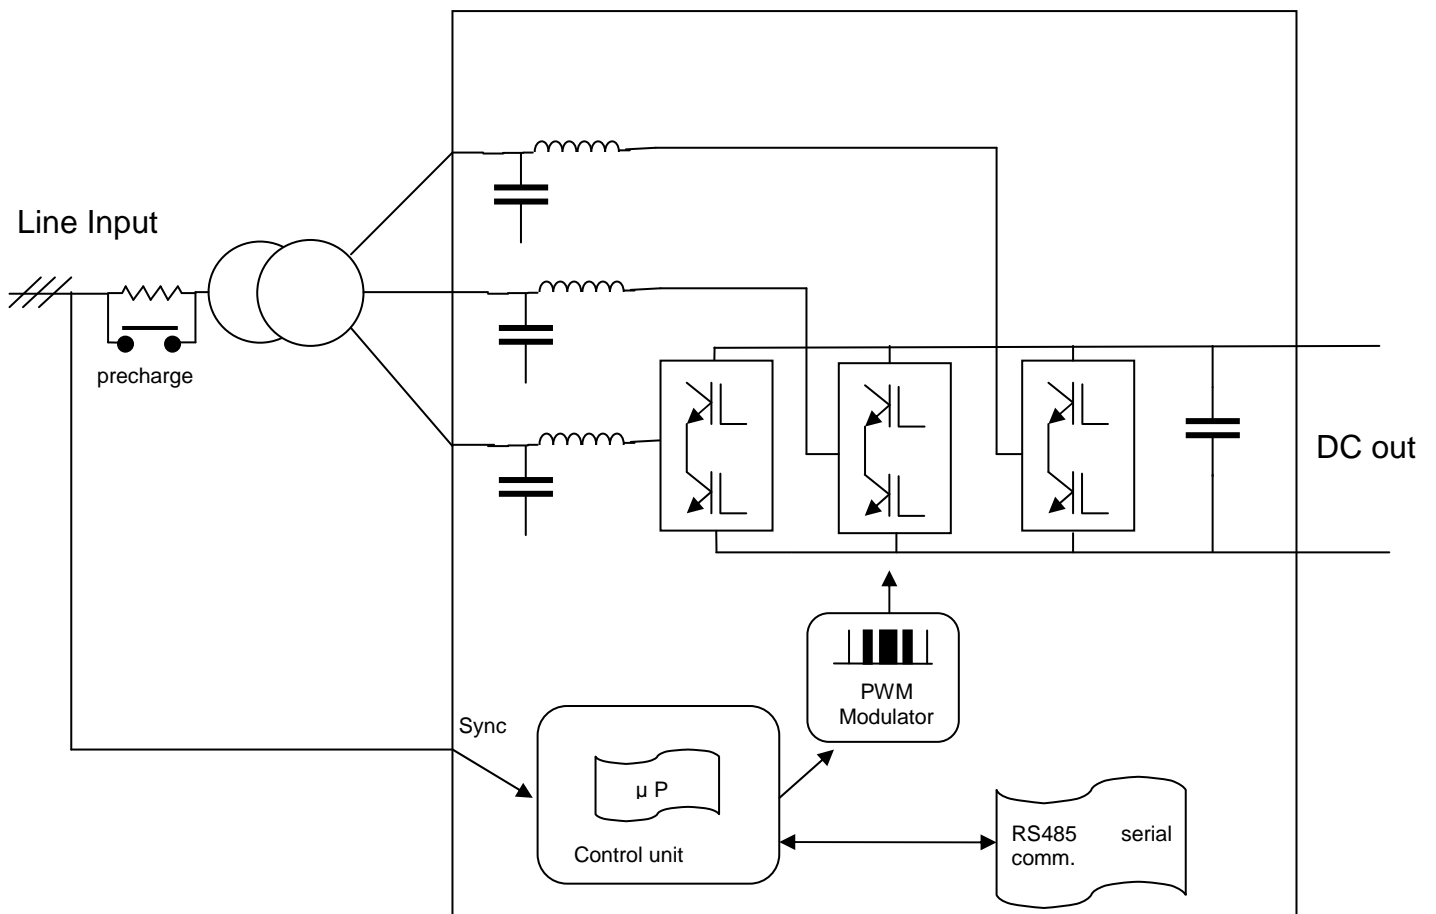 Line Input
precharge
DC out
PWM
Modulator
Sync
µ P
Control unit
RS485 serial
comm.